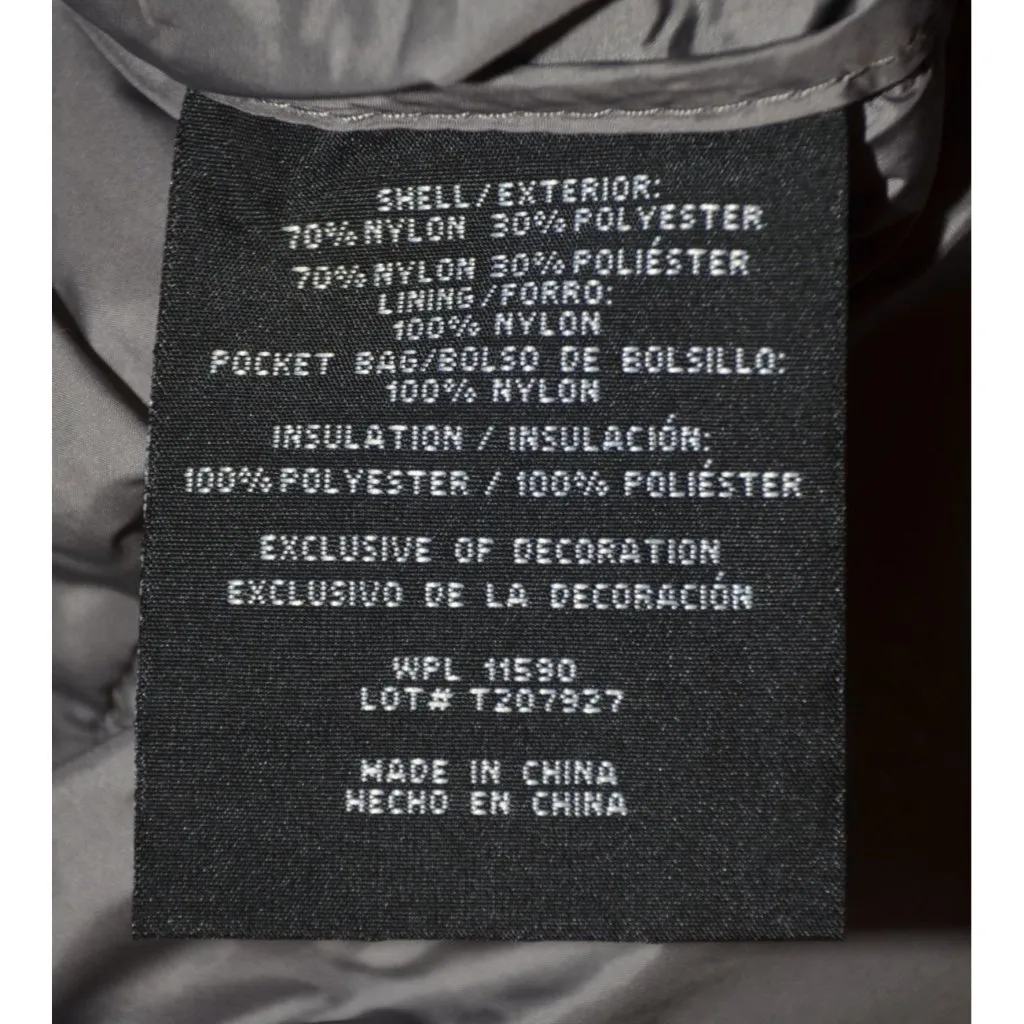 SHELL/EXTERIOR:
70% NYLON 30% POLYESTER
70% NYLON 30% POLIÉSTER
LINING/FORRO:
100% NYLON
POCKET BAG/BOLSO DE BOLSILLO:
100% NYLON
INSULATION / INSULACIÓN:
100% POLYESTER / 100% POLIÉSTER
EXCLUSIVE OF DECORATION
EXCLUSIVO DE LA DECORACIÓN
WPL 11590
LOT# T207927
MADE IN CHINA
HECHO EN CHINA